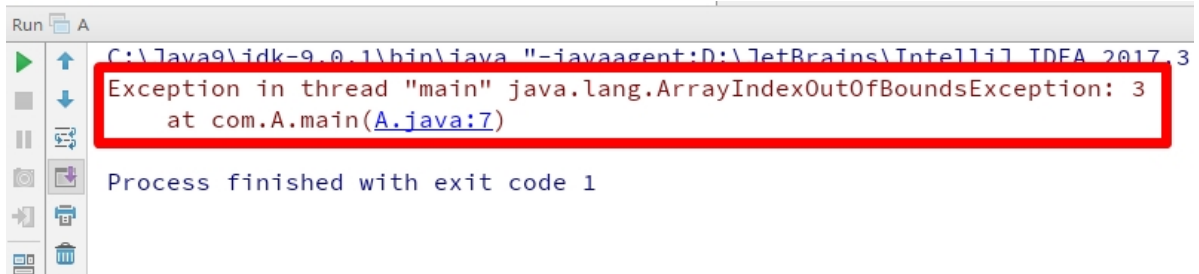 Run A
C:\Java9\jdk-9.0.1\bin\java "-javaagent:D:\JetBrains\IntelliJ IDEA 2017.3
Exception in thread "main" java.lang.ArrayIndexOutOfBoundsException: 3
at com.A.main(A.java:7)
Process finished with exit code 1